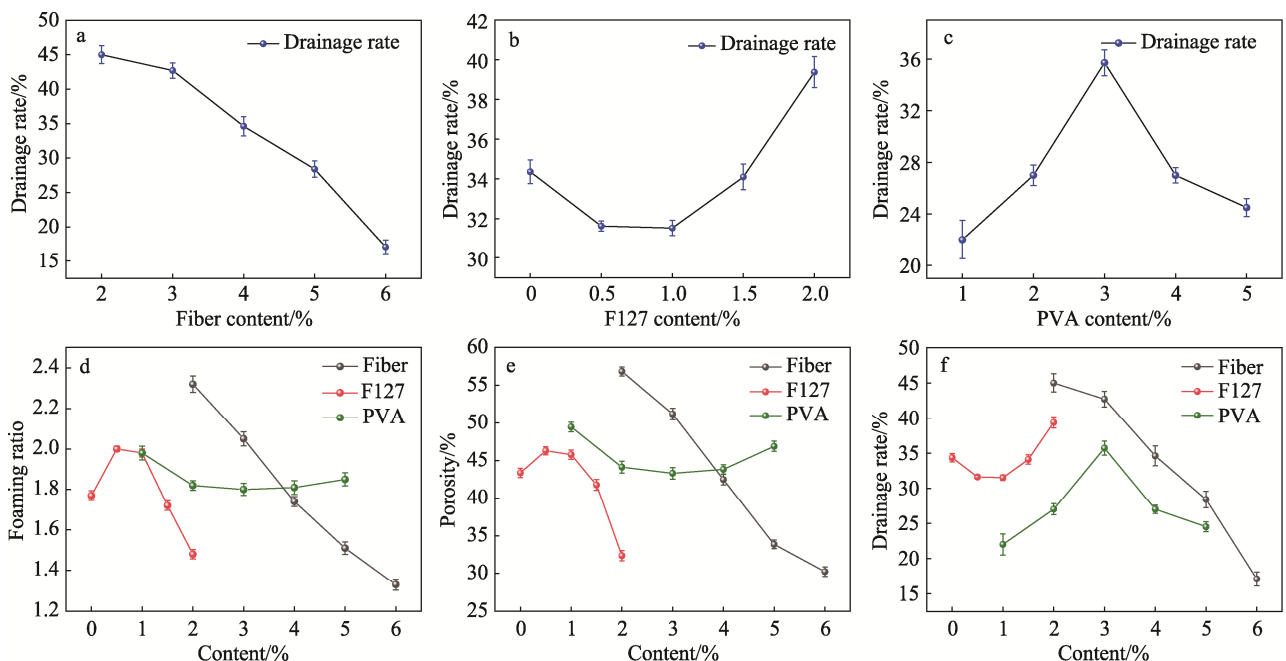 a
Drainage rate
50
45
40
35
30
25
20
15
2
3
4
5
6
Drainage rate/%
Fiber content/%
b
Drainage rate
42
40
38
36
34
32
30
0
0.5
1.0
1.5
2.0
Drainage rate/%
F127 content/%
c
Drainage rate
36
32
28
24
20
1
2
3
4
5
Drainage rate/%
PVA content/%
d
Fiber
F127
PVA
2.4
2.2
2.0
1.8
1.6
1.4
1.2
0
1
2
3
4
5
6
Foaming ratio
Content/%
e
Fiber
F127
PVA
60
55
50
45
40
35
30
25
0
1
2
3
4
5
6
Porosity/%
Content/%
f
Fiber
F127
PVA
50
45
40
35
30
25
20
15
0
1
2
3
4
5
6
Drainage rate/%
Content/%